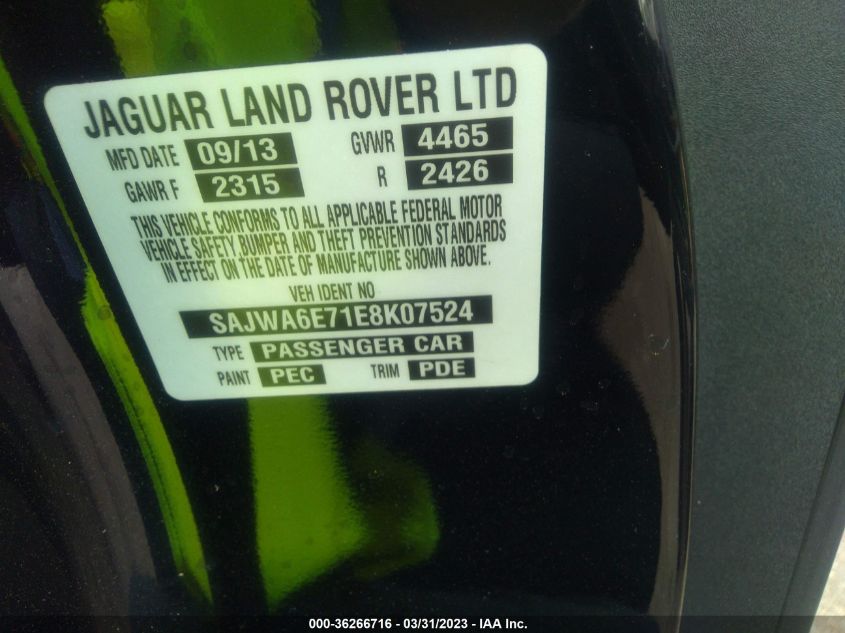 JAGUAR LAND ROVER LTD
MFD DATE 09/13 GVWR 4465
GAWR F 2315 R 2426
THIS VEHICLE CONFORMS TO ALL APPLICABLE FEDERAL MOTOR
VEHICLE SAFETY BUMPER AND THEFT PREVENTION STANDARDS
IN EFFECT ON THE DATE OF MANUFACTURE SHOWN ABOVE.
VEH IDENT NO
SAJWA6E71E8K07524
TYPE PASSENGER CAR
PAINT PEC TRIM PDE
000-36266716 - 03/31/2023 - IAA Inc.